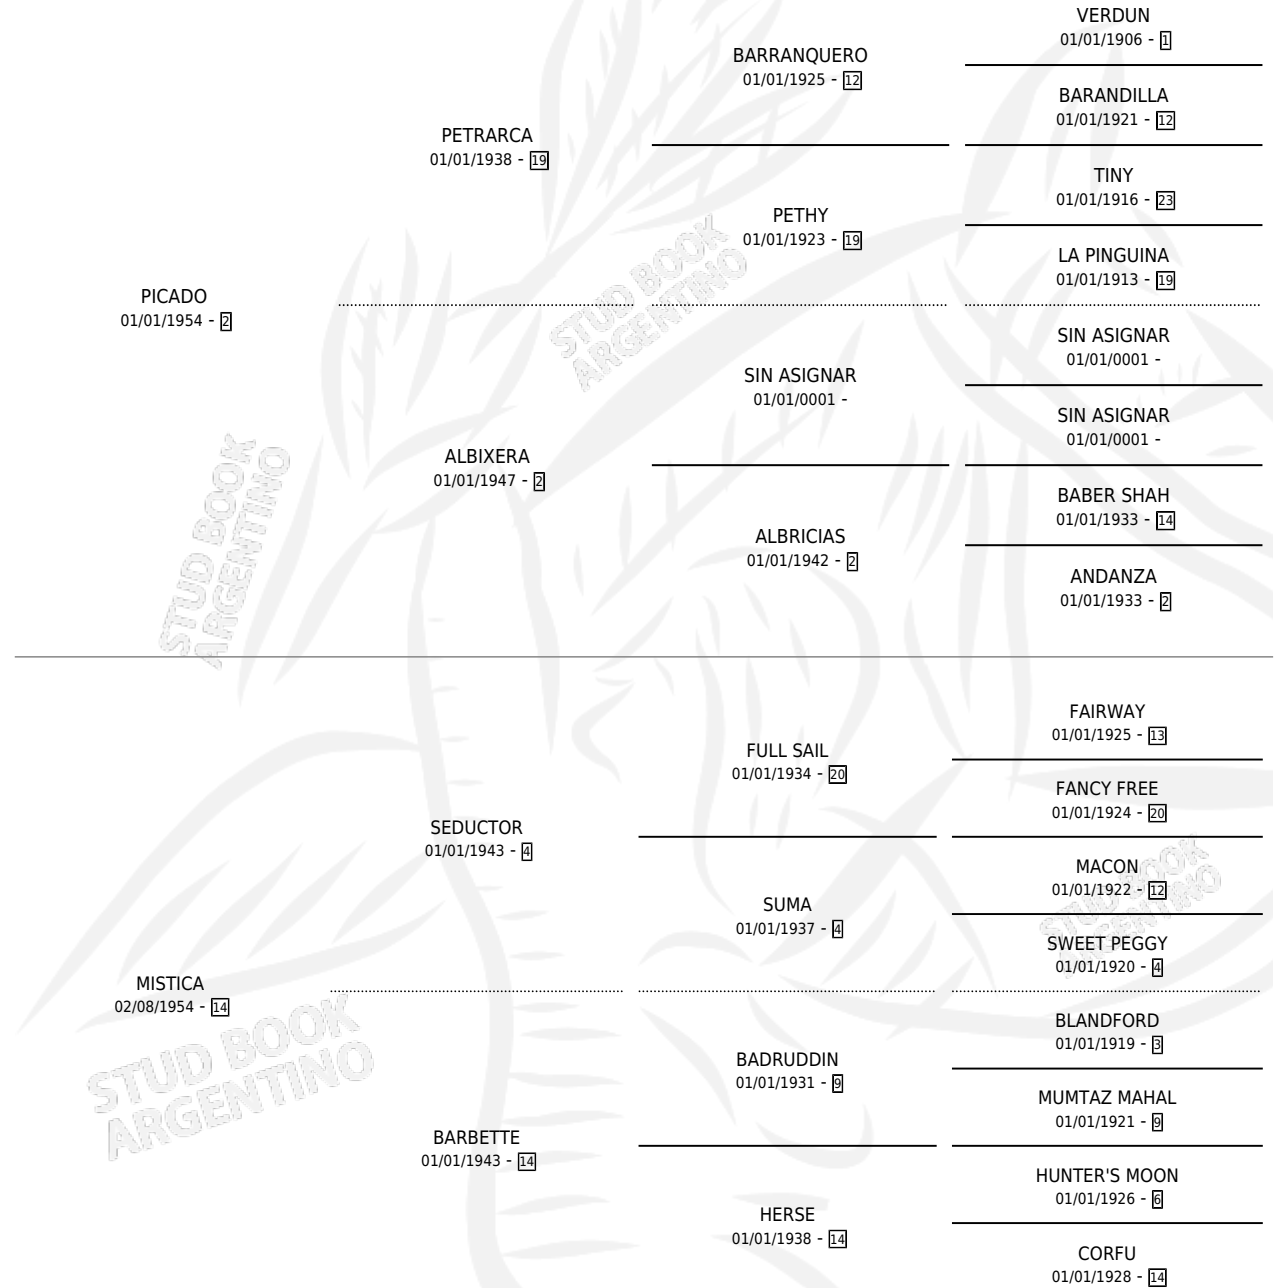 VERDUN
01/01/1906 - 1
BARRANQUERO
01/01/1925 - 12
BARANDILLA
01/01/1921 - 12
PETRARCA
01/01/1938 - 19
TINY
01/01/1916 - 23
PETHY
01/01/1923 - 19
LA PINGUINA
01/01/1913 - 19
PICADO
01/01/1954 - 2
SIN ASIGNAR
01/01/0001 -
SIN ASIGNAR
01/01/0001 -
SIN ASIGNAR
01/01/0001 -
ALBIXERA
01/01/1947 - 2
BABER SHAH
01/01/1933 - 14
ALBRICIAS
01/01/1942 - 2
ANDANZA
01/01/1933 - 2
STUD BOOK
ARGENTINO
STUD BOOK
ARGENTINO
FAIRWAY
01/01/1925 - 13
FULL SAIL
01/01/1934 - 20
FANCY FREE
01/01/1924 - 20
SEDUCTOR
01/01/1943 - 4
MACON
01/01/1922 - 12
SUMA
01/01/1937 - 4
SWEET PEGGY
01/01/1920 - 4
STUD BOOK
ARGENTINO
MISTICA
02/08/1954 - 14
BLANDFORD
01/01/1919 - 3
BADRUDDIN
01/01/1931 - 9
MUMTAZ MAHAL
01/01/1921 - 9
BARBETTE
01/01/1943 - 14
HUNTER'S MOON
01/01/1926 - 6
HERSE
01/01/1938 - 14
CORFU
01/01/1928 - 14
STUD BOOK
ARGENTINO